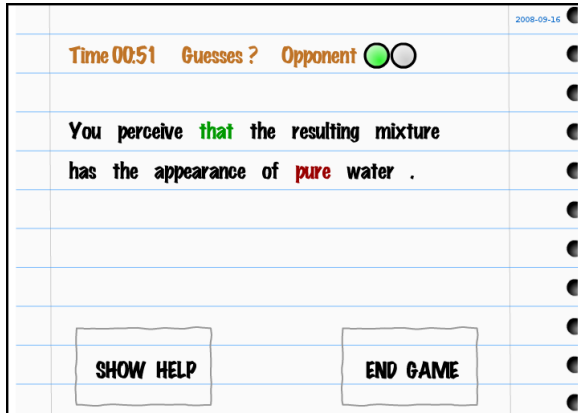 2008-09-16
Time 00:51 Guesses ? Opponent
You perceive that the resulting mixture
has the appearance of pure water .
SHOW HELP END GAME